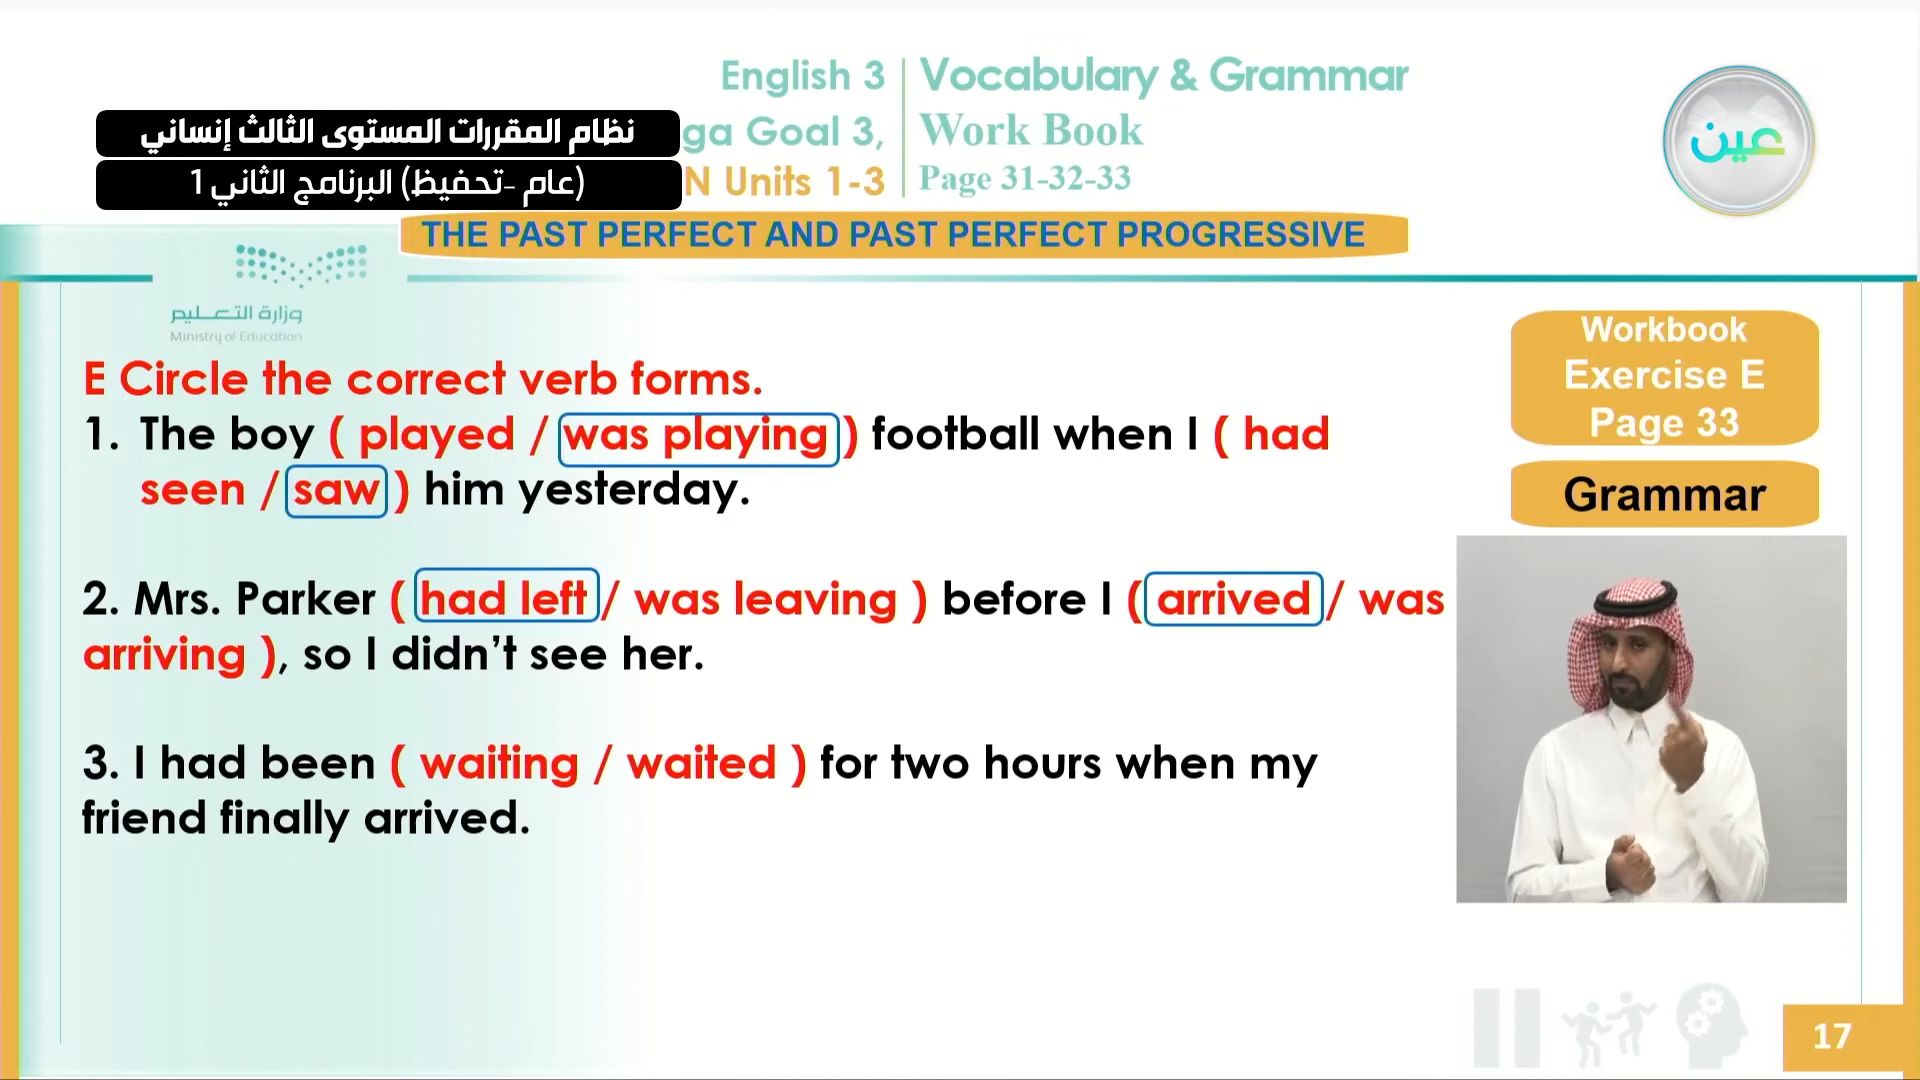 English 3
Vocabulary & Grammar
نظام المقررات المستوى الثالث إنساني
ga Goal 3,
Work Book
(عام -تحفيظ) البرنامج الثاني 1
N Units 1-3
Page 31-32-33
عين
THE PAST PERFECT AND PAST PERFECT PROGRESSIVE
وزارة التعليم
Ministry of Education
Workbook
Exercise E
Page 33
Grammar
E Circle the correct verb forms.
1. The boy ( played / was playing ) football when I ( had
seen / saw ) him yesterday.
2. Mrs. Parker ( had left / was leaving ) before I ( arrived / was
arriving ), so I didn’t see her.
3. I had been ( waiting / waited ) for two hours when my
friend finally arrived.
17